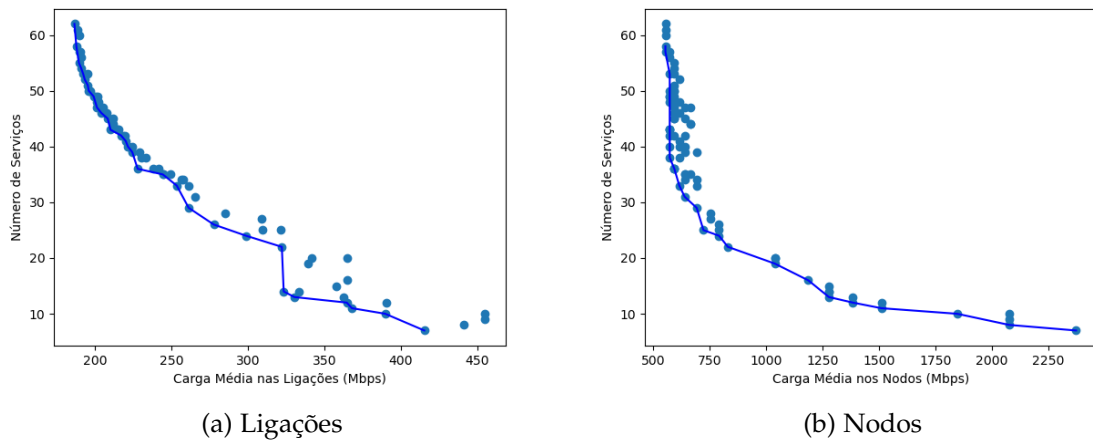 60
50
40
30
20
10
Número de Serviços
200 250 300 350 400 450
Carga Média nas Ligações (Mbps)
(a) Ligações
60
50
40
30
20
10
Número de Serviços
500 750 1000 1250 1500 1750 2000 2250
Carga Média nos Nodos (Mbps)
(b) Nodos